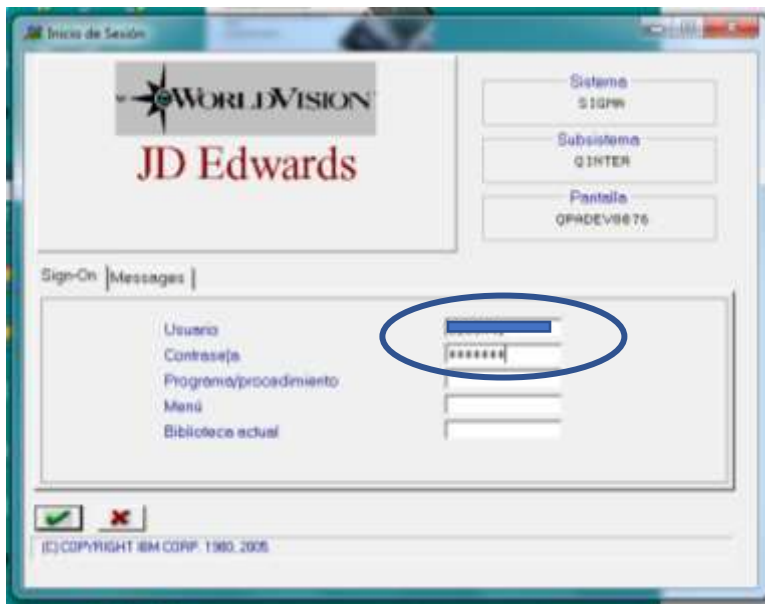 Inicio de Sesión
WORLDVISION
JD Edwards
Sistema
SIGMA
Subsistema
QINTER
Pantalla
QPADEV0076
Sign-On
Messages
Usuario
Contrase|a
Programa/procedimiento
Menú
Biblioteca actual
*******
(C) COPYRIGHT IBM CORP. 1980, 2005.